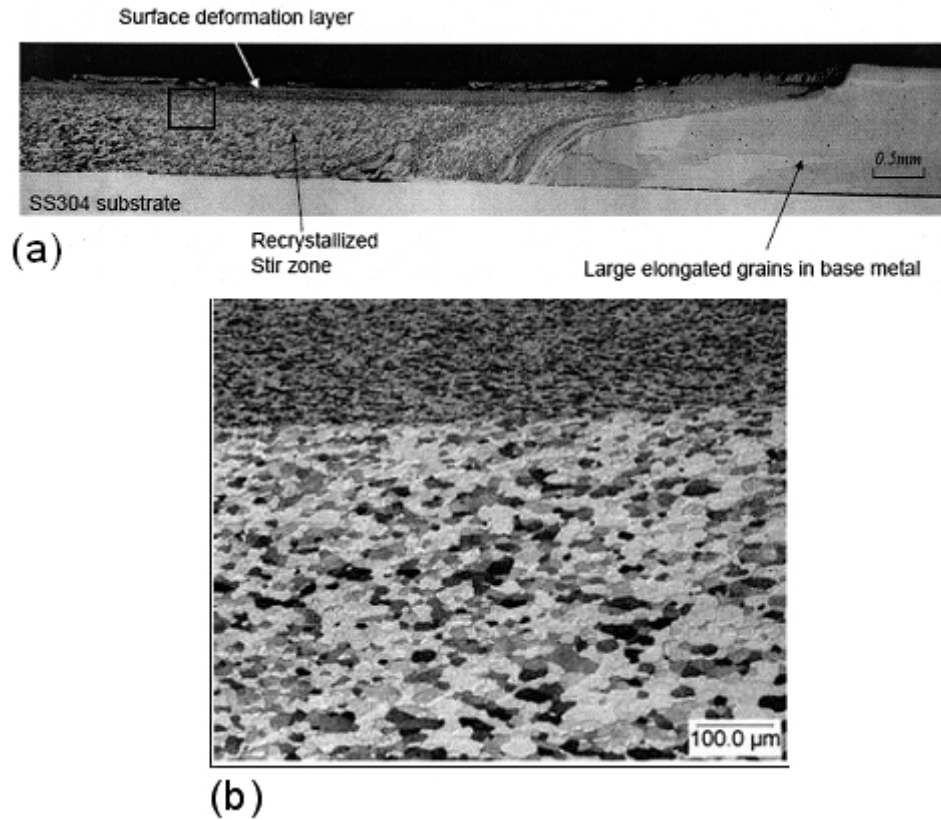 Surface deformation layer
0.5mm
SS304 substrate
(a)
Recrystallized
Stir zone
Large elongated grains in base metal
100.0 μm
(b)